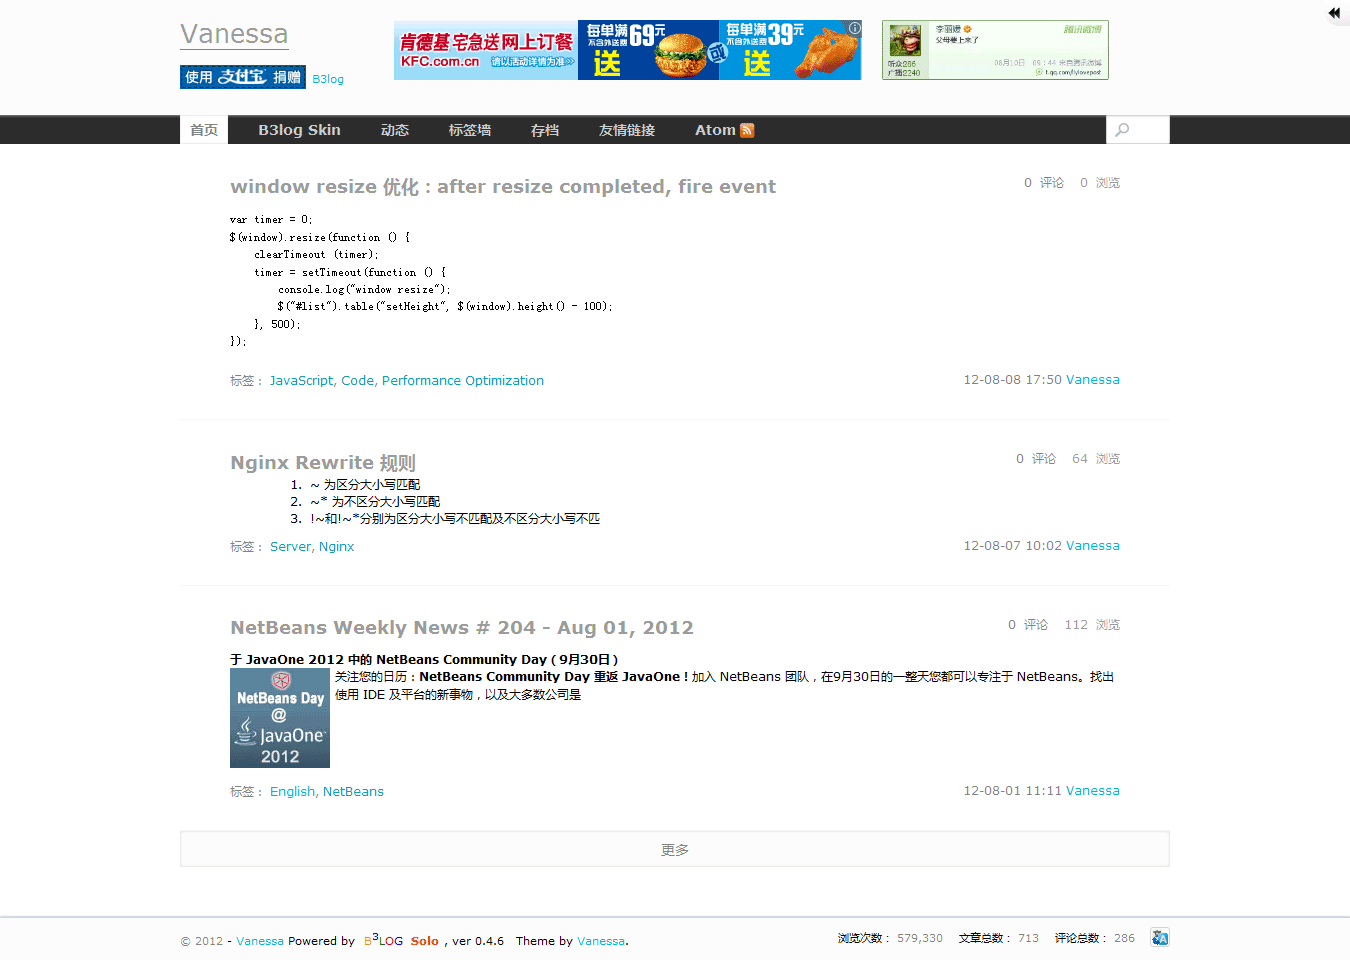 Vanessa
使用 支付宝 捐赠 B3log
肯德基宅急送网上订餐
KFC.com.cn 请以活动详情为准>>
每单满69元
不含外送费
送
或
每单满39元
不含外送费
送
李丽媛
父母要上来了
腾讯微博
听众266
广播2240
08月10日 09:44 来自腾讯微博
t.qq.com/flylovepost
首页 B3log Skin 动态 标签墙 存档 友情链接 Atom
window resize 优化：after resize completed, fire event
0 评论 0 浏览
var timer = 0;
$(window).resize(function () {
    clearTimeout (timer);
    timer = setTimeout(function () {
        console.log("window resize");
        $("#list").table("setHeight", $(window).height() - 100);
    }, 500);
});
标签： JavaScript, Code, Performance Optimization
12-08-08 17:50 Vanessa
Nginx Rewrite 规则
0 评论 64 浏览
1. ~ 为区分大小写匹配
2. ~* 为不区分大小写匹配
3. !~和!~*分别为区分大小写不匹配及不区分大小写不匹
标签： Server, Nginx
12-08-07 10:02 Vanessa
NetBeans Weekly News # 204 - Aug 01, 2012
0 评论 112 浏览
于 JavaOne 2012 中的 NetBeans Community Day（9月30日）
NetBeans Day
@
JavaOne
2012
关注您的日历：NetBeans Community Day 重返 JavaOne！加入 NetBeans 团队，在9月30日的一整天您都可以专注于 NetBeans。找出
使用 IDE 及平台的新事物，以及大多数公司是
标签： English, NetBeans
12-08-01 11:11 Vanessa
更多
© 2012 - Vanessa Powered by B3LOG Solo , ver 0.4.6 Theme by Vanessa.
浏览次数： 579,330 文章总数： 713 评论总数： 286